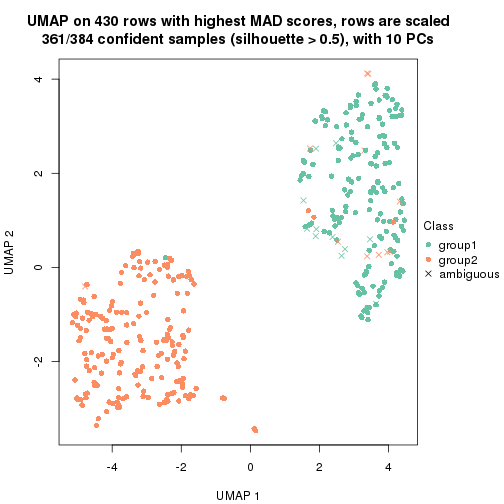 UMAP on 430 rows with highest MAD scores, rows are scaled
361/384 confident samples (silhouette > 0.5), with 10 PCs
4
2
0
-2
UMAP 2
-4
-2
0
2
4
UMAP 1
Class
group1
group2
ambiguous